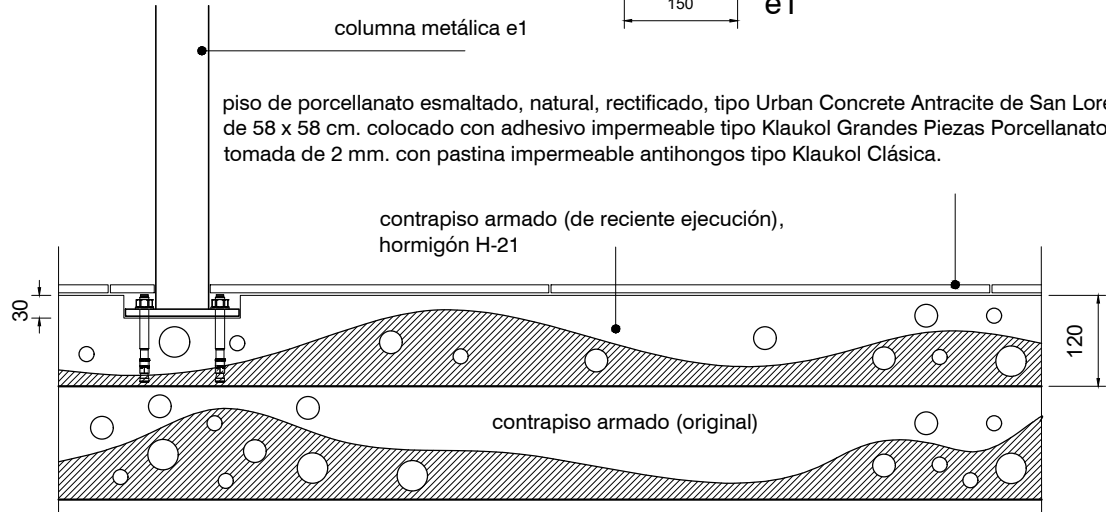 150
e1
columna metálica e1
piso de porcellanato esmaltado, natural, rectificado, tipo Urban Concrete Antracite de San Lore
de 58 x 58 cm. colocado con adhesivo impermeable tipo Klaukol Grandes Piezas Porcellanato
tomada de 2 mm. con pastina impermeable antihongos tipo Klaukol Clásica.
contrapiso armado (de reciente ejecución),
hormigón H-21
30
120
contrapiso armado (original)